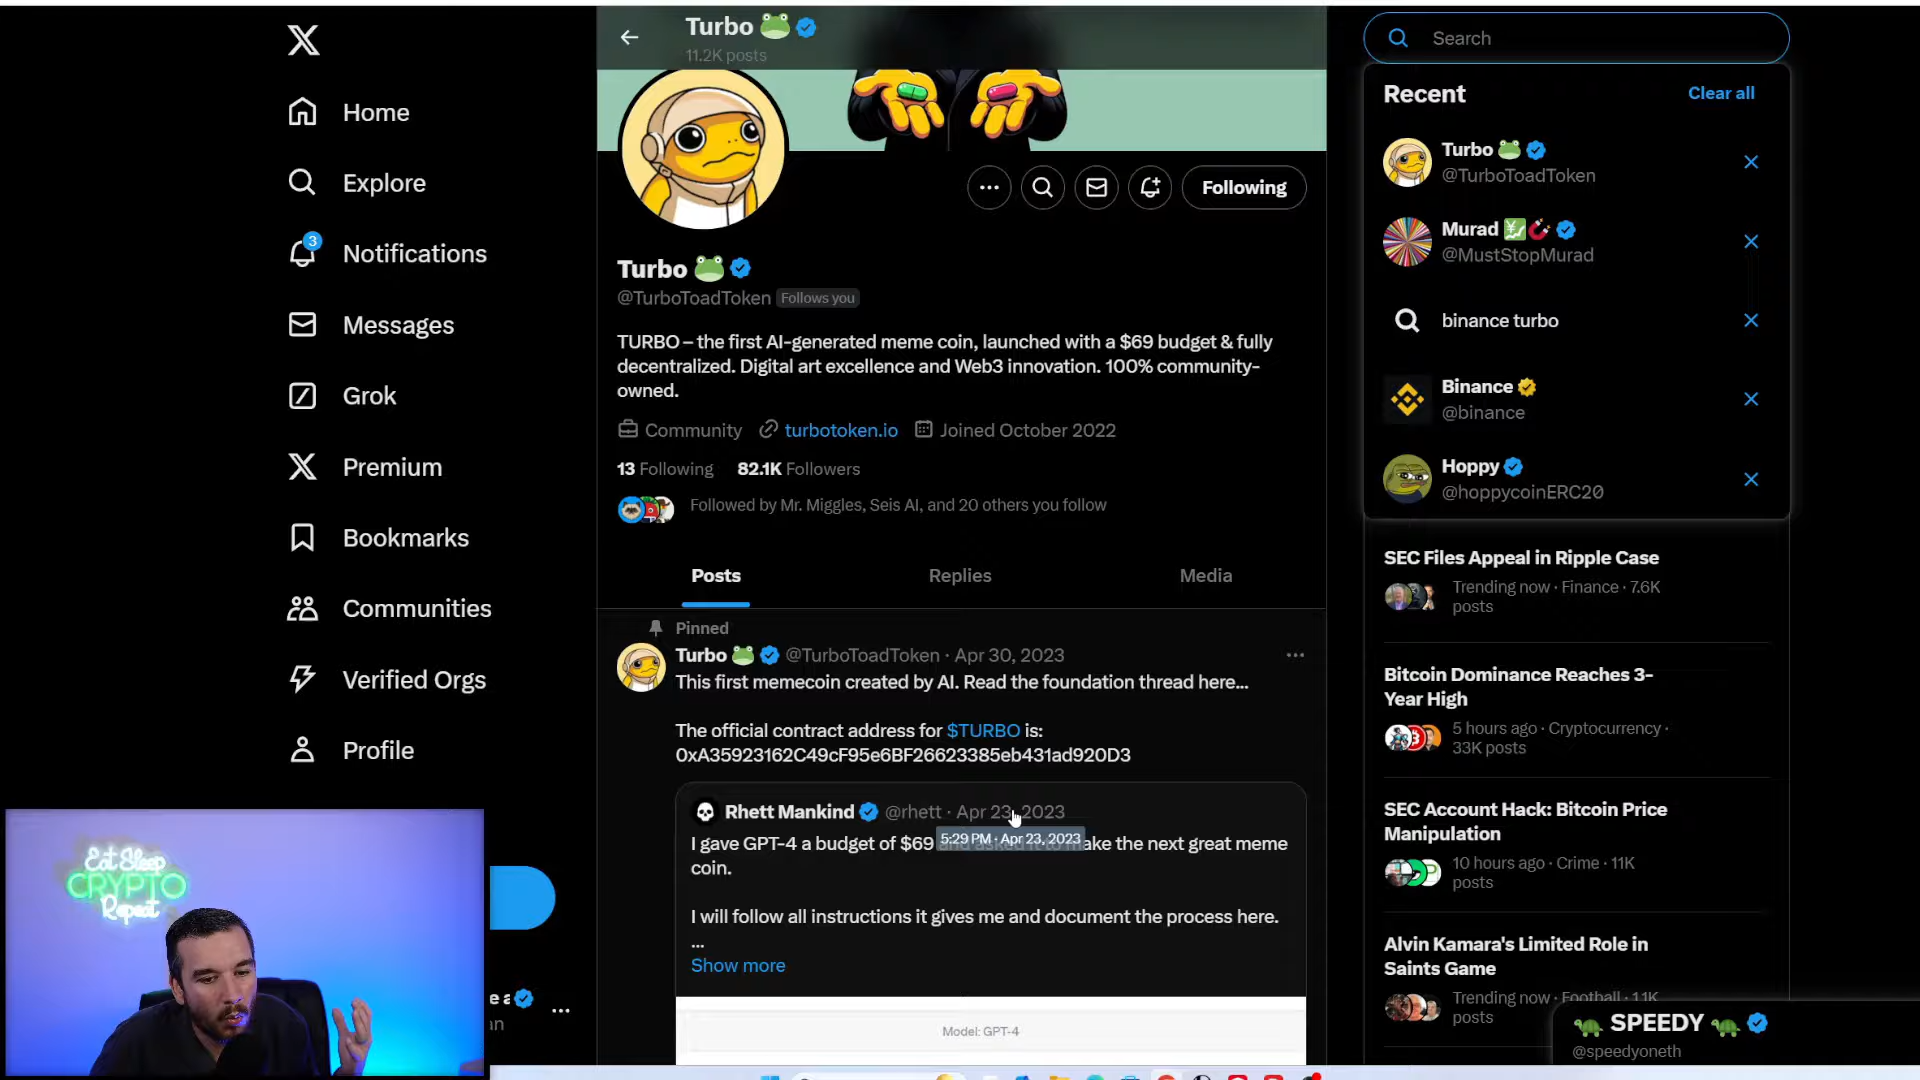 Home
Explore
3
Notifications
Messages
Grok
Premium
Bookmarks
Communities
Verified Orgs
Profile
Eat Sleep
CRYPTO
Repeat
Turbo
11.2K posts
Following
Turbo
@TurboToadToken Follows you
TURBO – the first AI-generated meme coin, launched with a $69 budget & fully
decentralized. Digital art excellence and Web3 innovation. 100% community-
owned.
Community turbotoken.io Joined October 2022
13 Following 82.1K Followers
Followed by Mr. Miggles, Seis AI, and 20 others you follow
Posts Replies Media
Pinned
Turbo @TurboToadToken · Apr 30, 2023
This first memecoin created by AI. Read the foundation thread here...
The official contract address for $TURBO is:
0xA35923162C49cF95e6BF26623385eb431ad920D3
Rhett Mankind @rhett · Apr 23, 2023
5:29 PM · Apr 23, 2023
I gave GPT-4 a budget of $69 and asked it to make the next great meme
coin.
I will follow all instructions it gives me and document the process here.
...
Show more
Model: GPT-4
Search
Recent Clear all
Turbo
@TurboToadToken
Murad
@MustStopMurad
binance turbo
Binance
@binance
Hoppy
@hoppycoinERC20
SEC Files Appeal in Ripple Case
Trending now · Finance · 7.6K
posts
Bitcoin Dominance Reaches 3-
Year High
5 hours ago · Cryptocurrency ·
33K posts
SEC Account Hack: Bitcoin Price
Manipulation
10 hours ago · Crime · 11K
posts
Alvin Kamara's Limited Role in
Saints Game
Trending now · Football · 1.1K
posts
SPEEDY
@speedyoneth